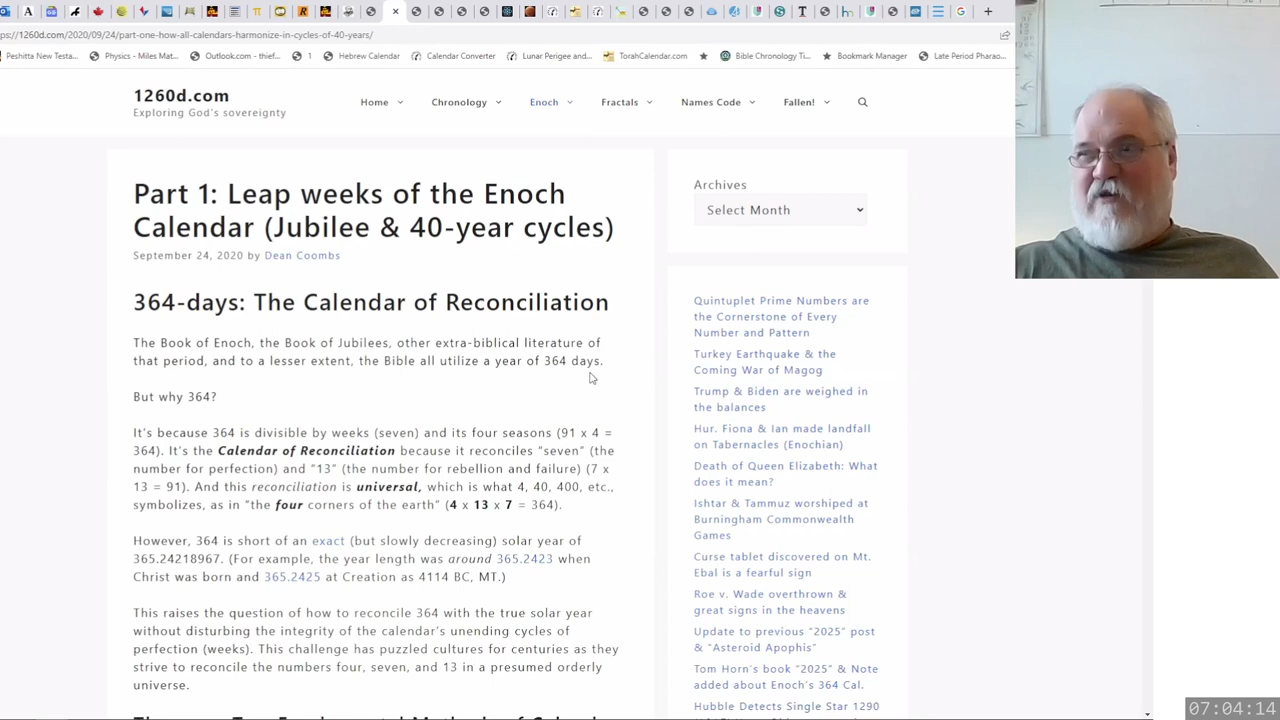 ps://1260d.com/2020/09/24/part-one-how-all-calendars-harmonize-in-cycles-of-40-years/
Peshitta New Testa...
Physics - Miles Mat...
Outlook.com - thief...
1
Hebrew Calendar
Calendar Converter
Lunar Perigee and...
TorahCalendar.com
Bible Chronology Ti...
Bookmark Manager
Late Period Pharao...
1260d.com
Exploring God's sovereignty
Home
Chronology
Enoch
Fractals
Names Code
Fallen!
Part 1: Leap weeks of the Enoch
Calendar (Jubilee & 40-year cycles)
September 24, 2020 by Dean Coombs
364-days: The Calendar of Reconciliation
The Book of Enoch, the Book of Jubilees, other extra-biblical literature of
that period, and to a lesser extent, the Bible all utilize a year of 364 days.
But why 364?
It's because 364 is divisible by weeks (seven) and its four seasons (91 x 4 =
364). It's the Calendar of Reconciliation because it reconciles "seven" (the
number for perfection) and "13" (the number for rebellion and failure) (7 x
13 = 91). And this reconciliation is universal, which is what 4, 40, 400, etc.,
symbolizes, as in "the four corners of the earth" (4 x 13 x 7 = 364).
However, 364 is short of an exact (but slowly decreasing) solar year of
365.24218967. (For example, the year length was around 365.2423 when
Christ was born and 365.2425 at Creation as 4114 BC, MT.)
This raises the question of how to reconcile 364 with the true solar year
without disturbing the integrity of the calendar's unending cycles of
perfection (weeks). This challenge has puzzled cultures for centuries as they
strive to reconcile the numbers four, seven, and 13 in a presumed orderly
universe.
Archives
Select Month
Quintuplet Prime Numbers are
the Cornerstone of Every
Number and Pattern
Turkey Earthquake & the
Coming War of Magog
Trump & Biden are weighed in
the balances
Hur. Fiona & Ian made landfall
on Tabernacles (Enochian)
Death of Queen Elizabeth: What
does it mean?
Ishtar & Tammuz worshiped at
Burningham Commonwealth
Games
Curse tablet discovered on Mt.
Ebal is a fearful sign
Roe v. Wade overthrown &
great signs in the heavens
Update to previous "2025" post
& "Asteroid Apophis"
Tom Horn's book "2025" & Note
added about Enoch's 364 Cal.
Hubble Detects Single Star 1290
07:04:14